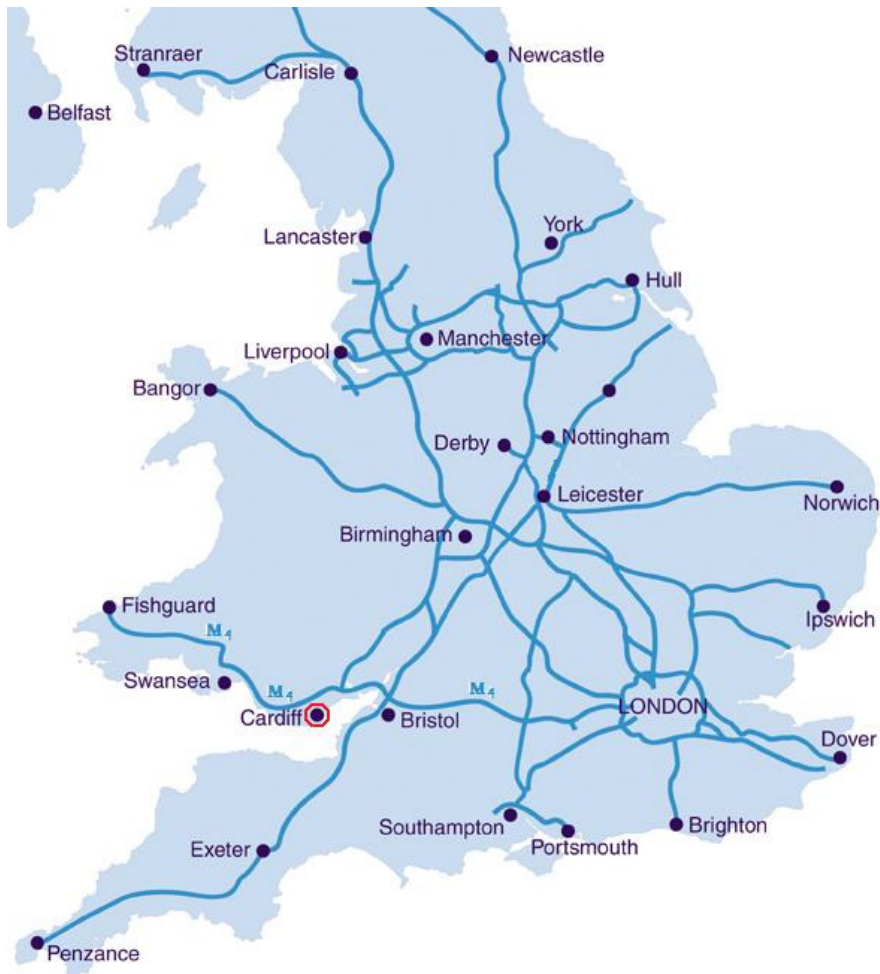 Stranraer
Carlisle
Newcastle
Belfast
Lancaster
York
Hull
Manchester
Liverpool
Bangor
Derby
Nottingham
Leicester
Norwich
Birmingham
Fishguard
M4
Ipswich
Swansea
M4
M4
LONDON
Cardiff
Bristol
Dover
Southampton
Brighton
Portsmouth
Exeter
Penzance